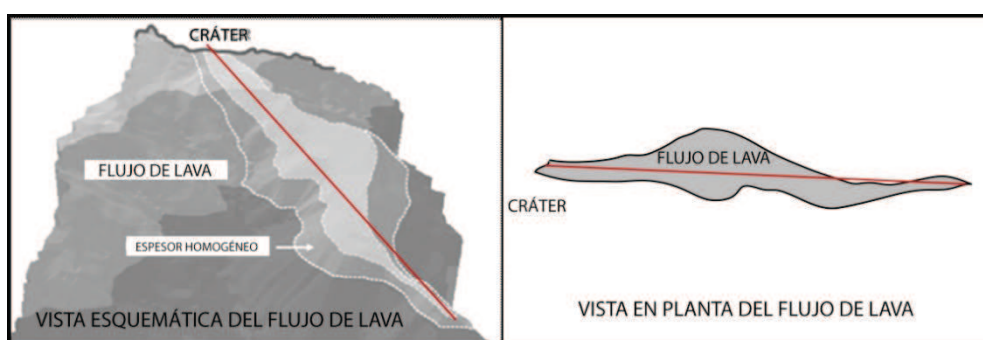 CRÁTER
FLUJO DE LAVA
ESPESOR HOMOGÉNEO
VISTA ESQUEMÁTICA DEL FLUJO DE LAVA
FLUJO DE LAVA
CRÁTER
VISTA EN PLANTA DEL FLUJO DE LAVA